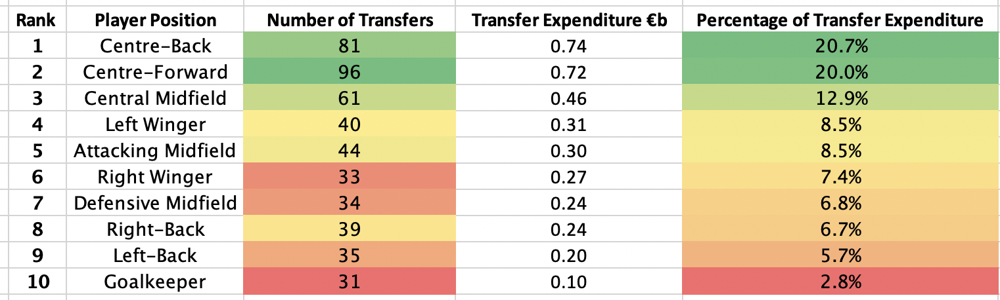 Rank Player Position Number of Transfers Transfer Expenditure €b Percentage of Transfer Expenditure
1 Centre-Back 81 0.74 20.7%
2 Centre-Forward 96 0.72 20.0%
3 Central Midfield 61 0.46 12.9%
4 Left Winger 40 0.31 8.5%
5 Attacking Midfield 44 0.30 8.5%
6 Right Winger 33 0.27 7.4%
7 Defensive Midfield 34 0.24 6.8%
8 Right-Back 39 0.24 6.7%
9 Left-Back 35 0.20 5.7%
10 Goalkeeper 31 0.10 2.8%